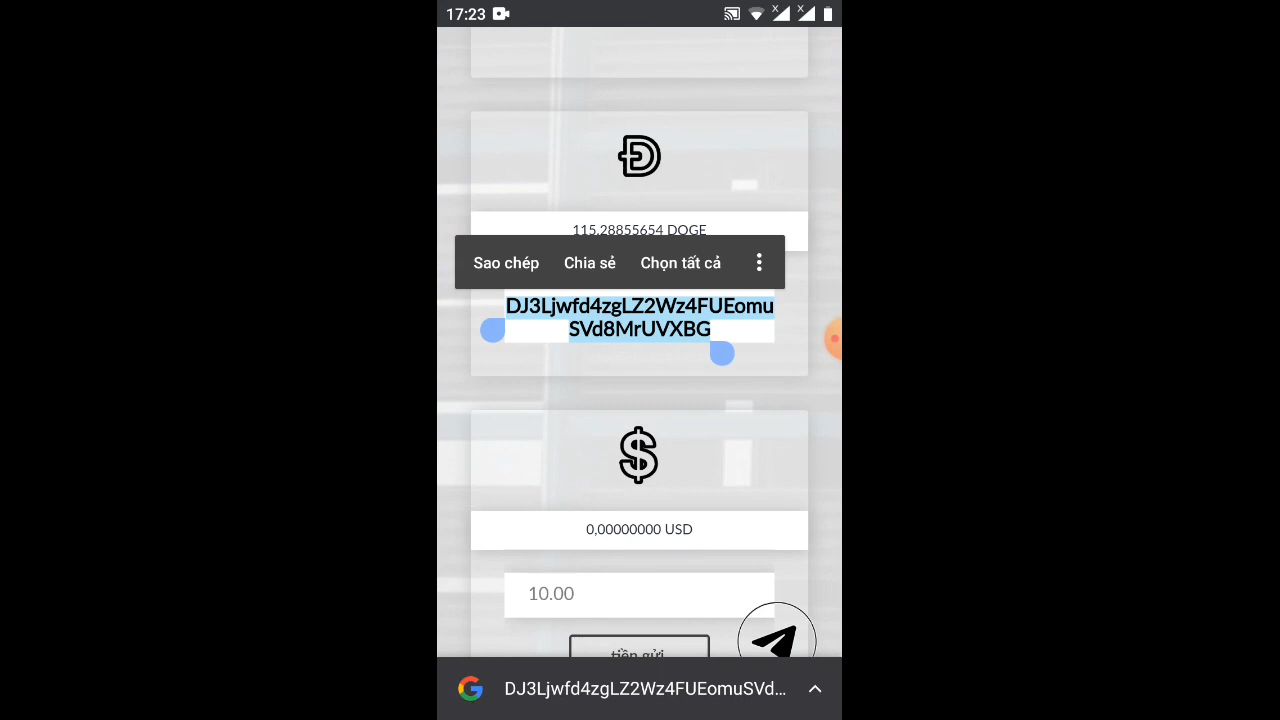 17:23
115.28855654 DOGE
Sao chép Chia sẻ Chọn tất cả
DJ3Ljwfd4zgLZ2Wz4FUEomu
SVd8MrUVXBG
0,00000000 USD
10.00
tiền gửi
DJ3Ljwfd4zgLZ2Wz4FUEomuSVd...